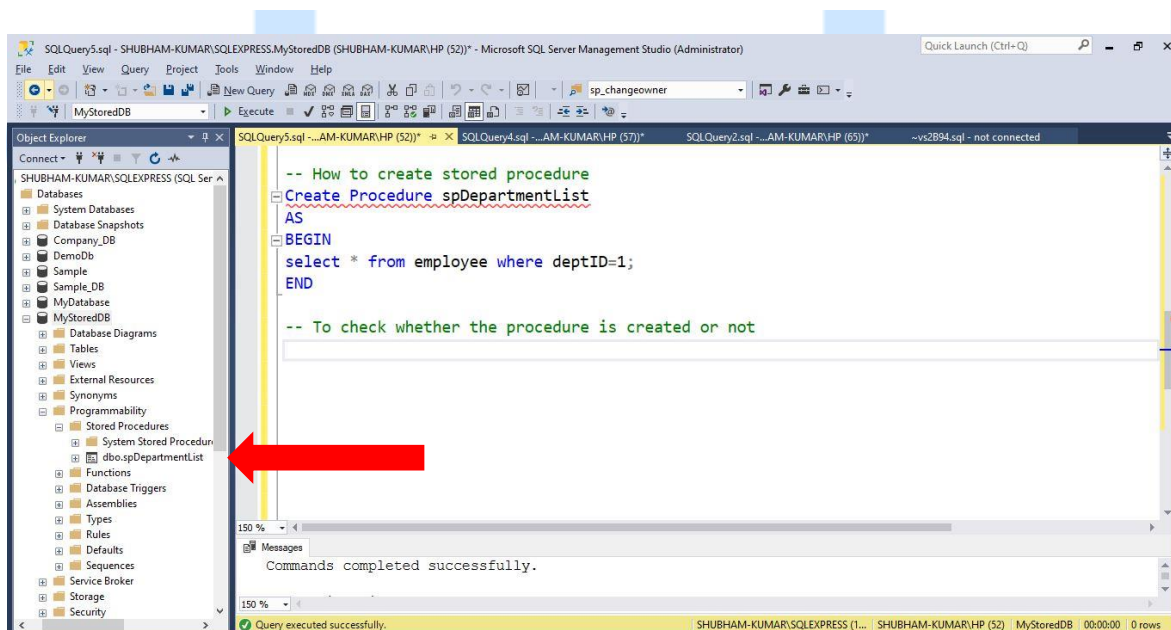 SQLQuery5.sql - SHUBHAM-KUMAR\SQLEXPRESS.MyStoredDB (SHUBHAM-KUMAR\HP (52))* - Microsoft SQL Server Management Studio (Administrator)
Quick Launch (Ctrl+Q)
File Edit View Query Project Tools Window Help
New Query
sp_changeowner
MyStoredDB
Execute
Object Explorer
SQLQuery5.sql -...AM-KUMAR\HP (52))*
SQLQuery4.sql -...AM-KUMAR\HP (57))*
SQLQuery2.sql -...AM-KUMAR\HP (65))*
~vs2B94.sql - not connected
Connect
SHUBHAM-KUMAR\SQLEXPRESS (SQL Ser
Databases
System Databases
Database Snapshots
Company_DB
DemoDb
Sample
Sample_DB
MyDatabase
MyStoredDB
Database Diagrams
Tables
Views
External Resources
Synonyms
Programmability
Stored Procedures
System Stored Procedur
dbo.spDepartmentList
Functions
Database Triggers
Assemblies
Types
Rules
Defaults
Sequences
Service Broker
Storage
Security
-- How to create stored procedure
Create Procedure spDepartmentList
AS
BEGIN
select * from employee where deptID=1;
END
-- To check whether the procedure is created or not
150 %
Messages
Commands completed successfully.
150 %
Query executed successfully.
SHUBHAM-KUMAR\SQLEXPRESS (1...
SHUBHAM-KUMAR\HP (52)
MyStoredDB
00:00:00
0 rows